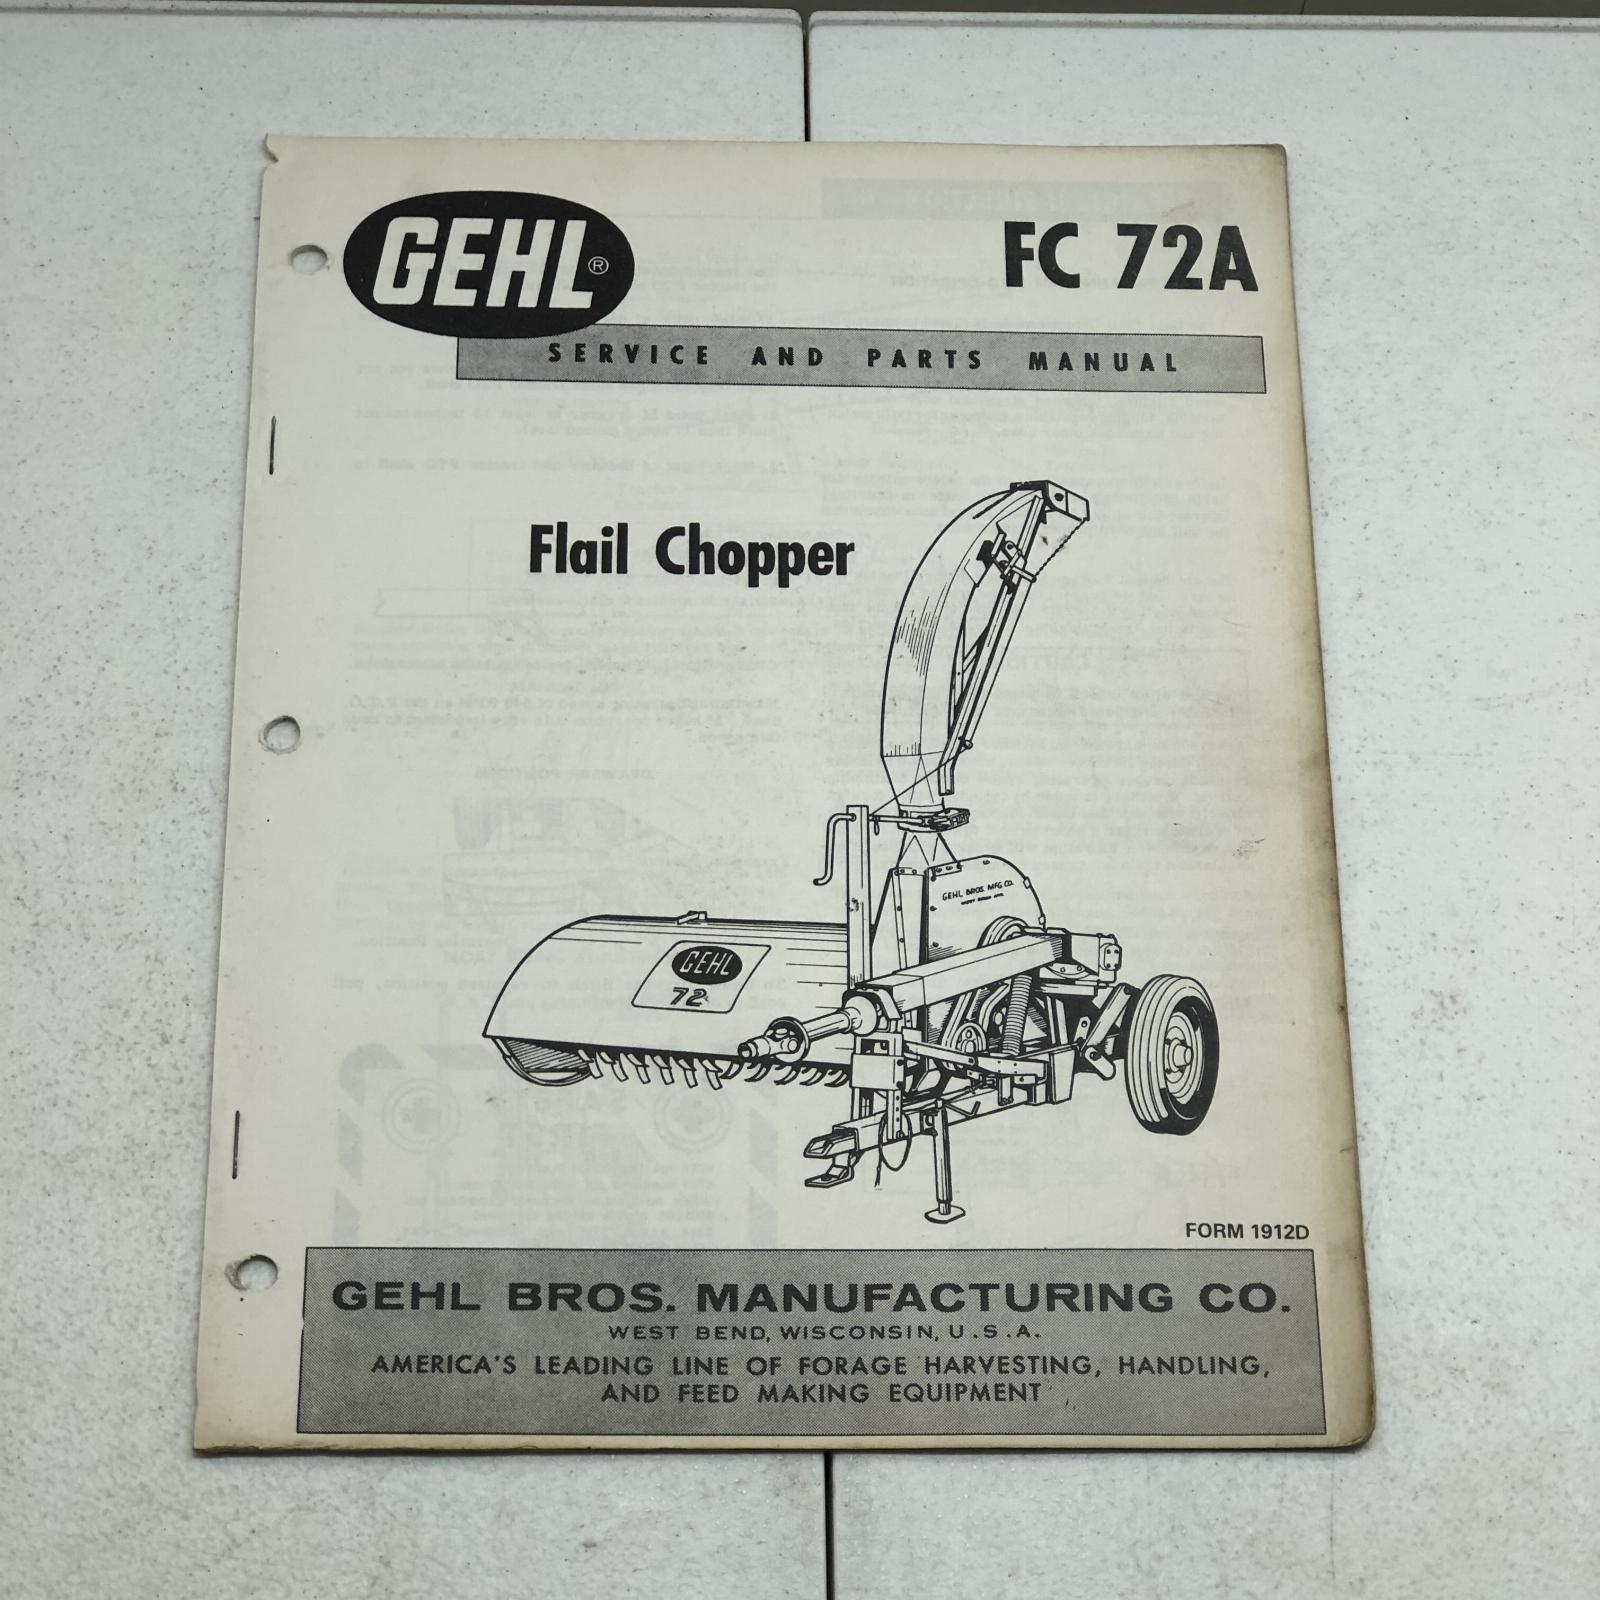 GEHL®
FC 72A
SERVICE AND PARTS MANUAL
Flail Chopper
GEHL BROS. MFG CO.
GEHL
72
FORM 1912D
GEHL BROS. MANUFACTURING CO.
WEST BEND, WISCONSIN, U.S.A.
AMERICA'S LEADING LINE OF FORAGE HARVESTING, HANDLING,
AND FEED MAKING EQUIPMENT